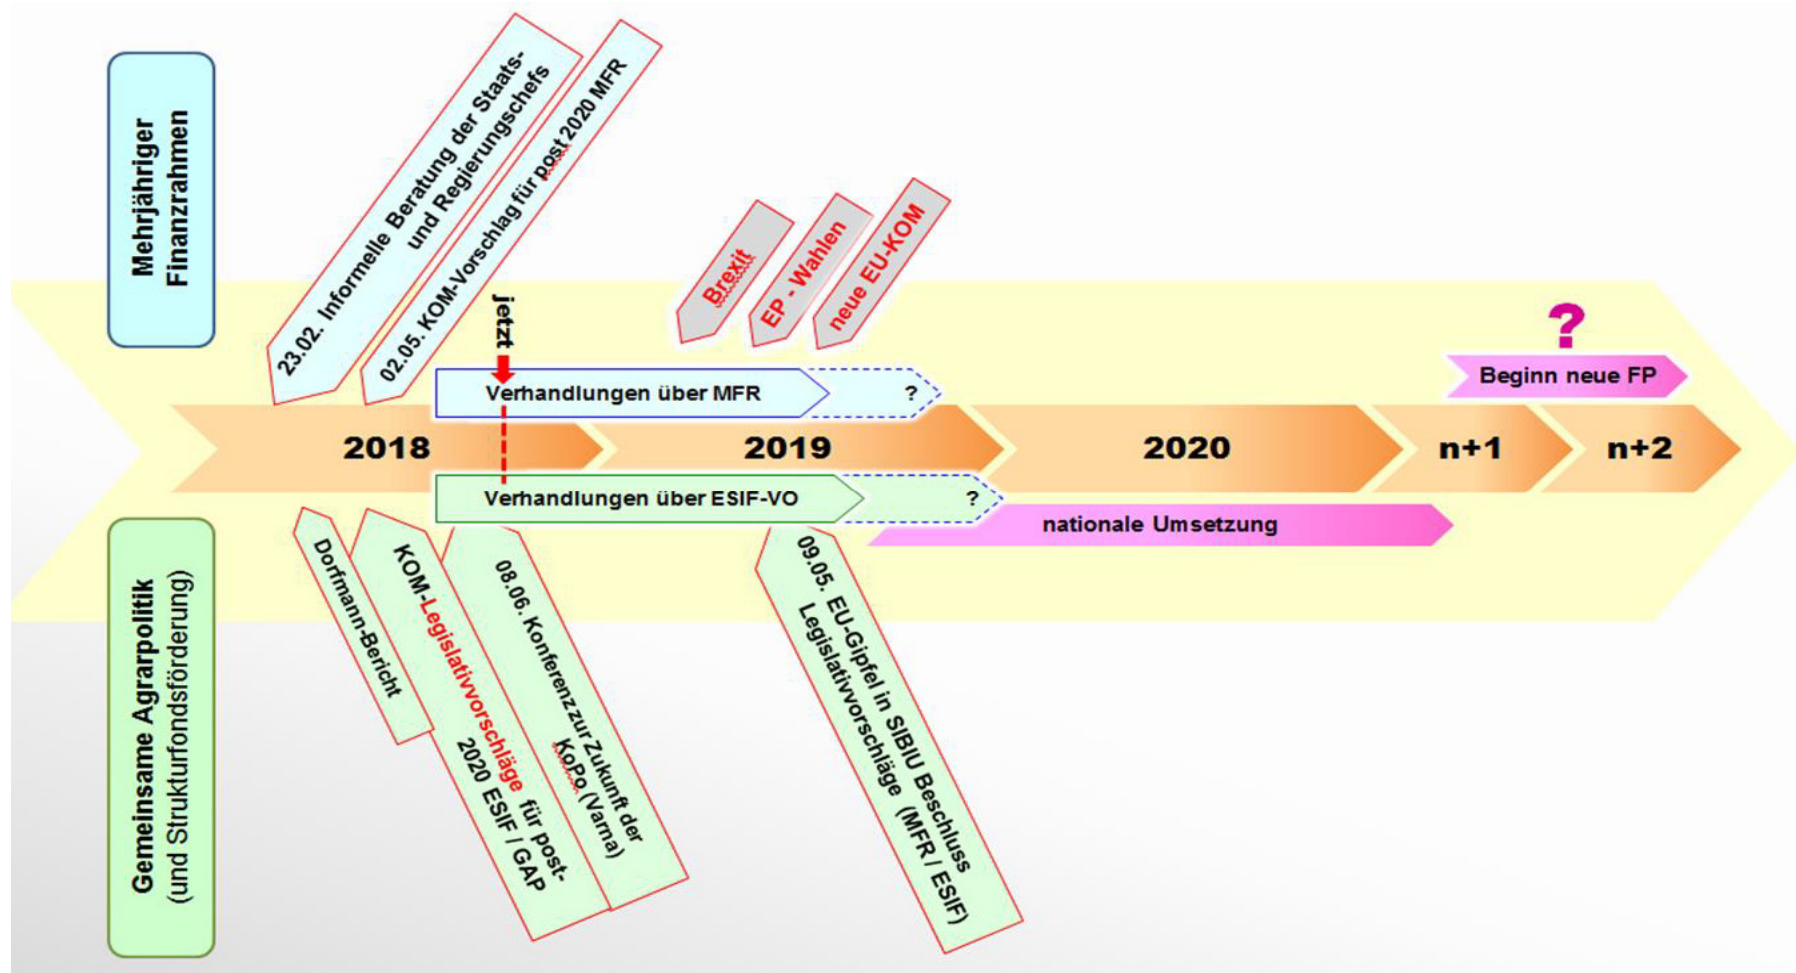 Mehrjähriger
Finanzrahmen
23.02. Informelle Beratung der Staats-
und Regierungschefs
02.05. KOM-Vorschlag für post 2020 MFR
jetzt
Brexit
EP - Wahlen
neue EU-KOM
?
Beginn neue FP
Verhandlungen über MFR
?
2018
2019
2020
n+1
n+2
Verhandlungen über ESIF-VO
?
nationale Umsetzung
Gemeinsame Agrarpolitik
(und Strukturfondsförderung)
Dorfmann-Bericht
KOM-Legislativvorschläge für post-
2020 ESIF / GAP
08.06. Konferenz zur Zukunft der
KoPo (Varna)
09.05. EU-Gipfel in SIBIU Beschluss
Legislativvorschläge (MFR / ESIF)